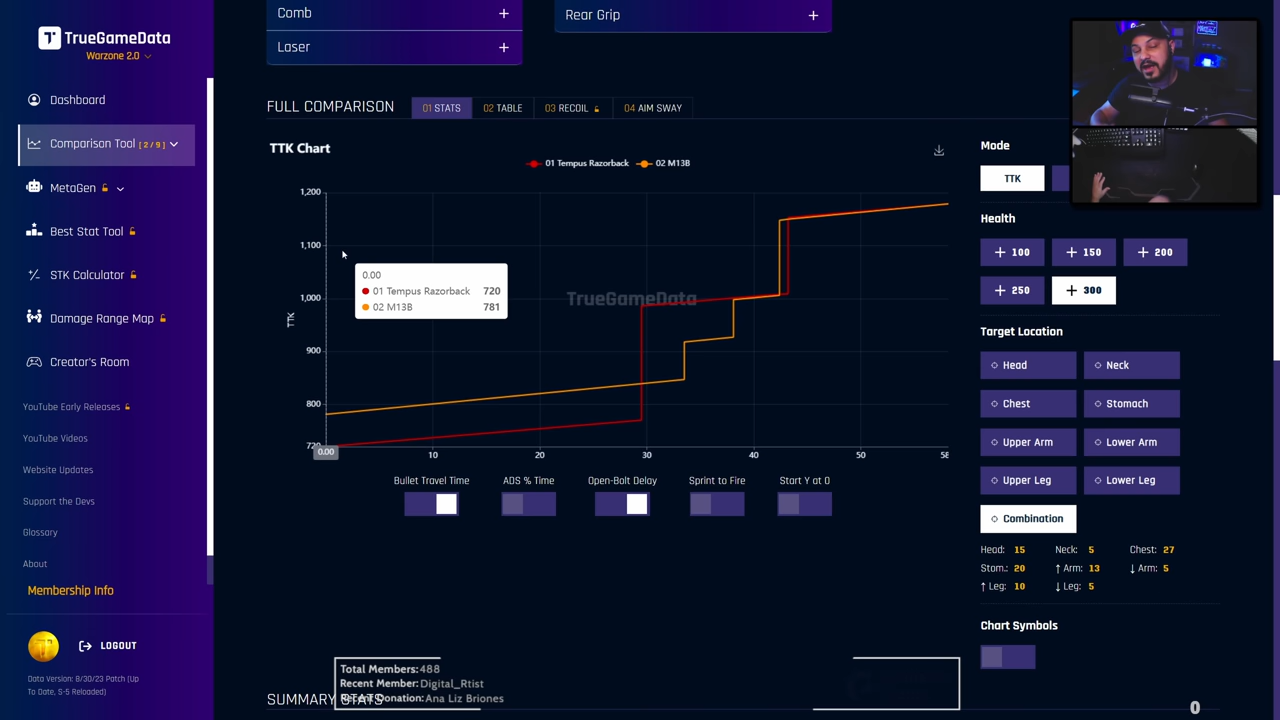 TrueGameData
Warzone 2.0
Dashboard
Comparison Tool [2/9]
MetaGen
Best Stat Tool
STK Calculator
Damage Range Map
Creator's Room
YouTube Early Releases
YouTube Videos
Website Updates
Support the Devs
Glossary
About
Membership Info
LOGOUT
Data Version: 8/30/23 Patch (Up
To Date, S-5 Reloaded)
Comb +
Laser +
Rear Grip +
FULL COMPARISON
01 STATS
02 TABLE
03 RECOIL
04 AIM SWAY
TTK Chart
01 Tempus Razorback
02 M13B
1,200
1,100
1,000
900
800
720
TTK
0.00
01 Tempus Razorback 720
02 M13B 781
TrueGameData
0.00
10
20
30
40
50
58
Bullet Travel Time
ADS % Time
Open-Bolt Delay
Sprint to Fire
Start Y at 0
Mode
TTK
Health
+ 100
+ 150
+ 200
+ 250
+ 300
Target Location
Head
Neck
Chest
Stomach
Upper Arm
Lower Arm
Upper Leg
Lower Leg
Combination
Head: 15 Neck: 5 Chest: 27
Stom.: 20 ↑ Arm: 13 ↓ Arm: 5
↑ Leg: 10 ↓ Leg: 5
Chart Symbols
Total Members: 488
Recent Member: Digital_Rtist
Recent Donation: Ana Liz Briones
SUMMARY STATS
0